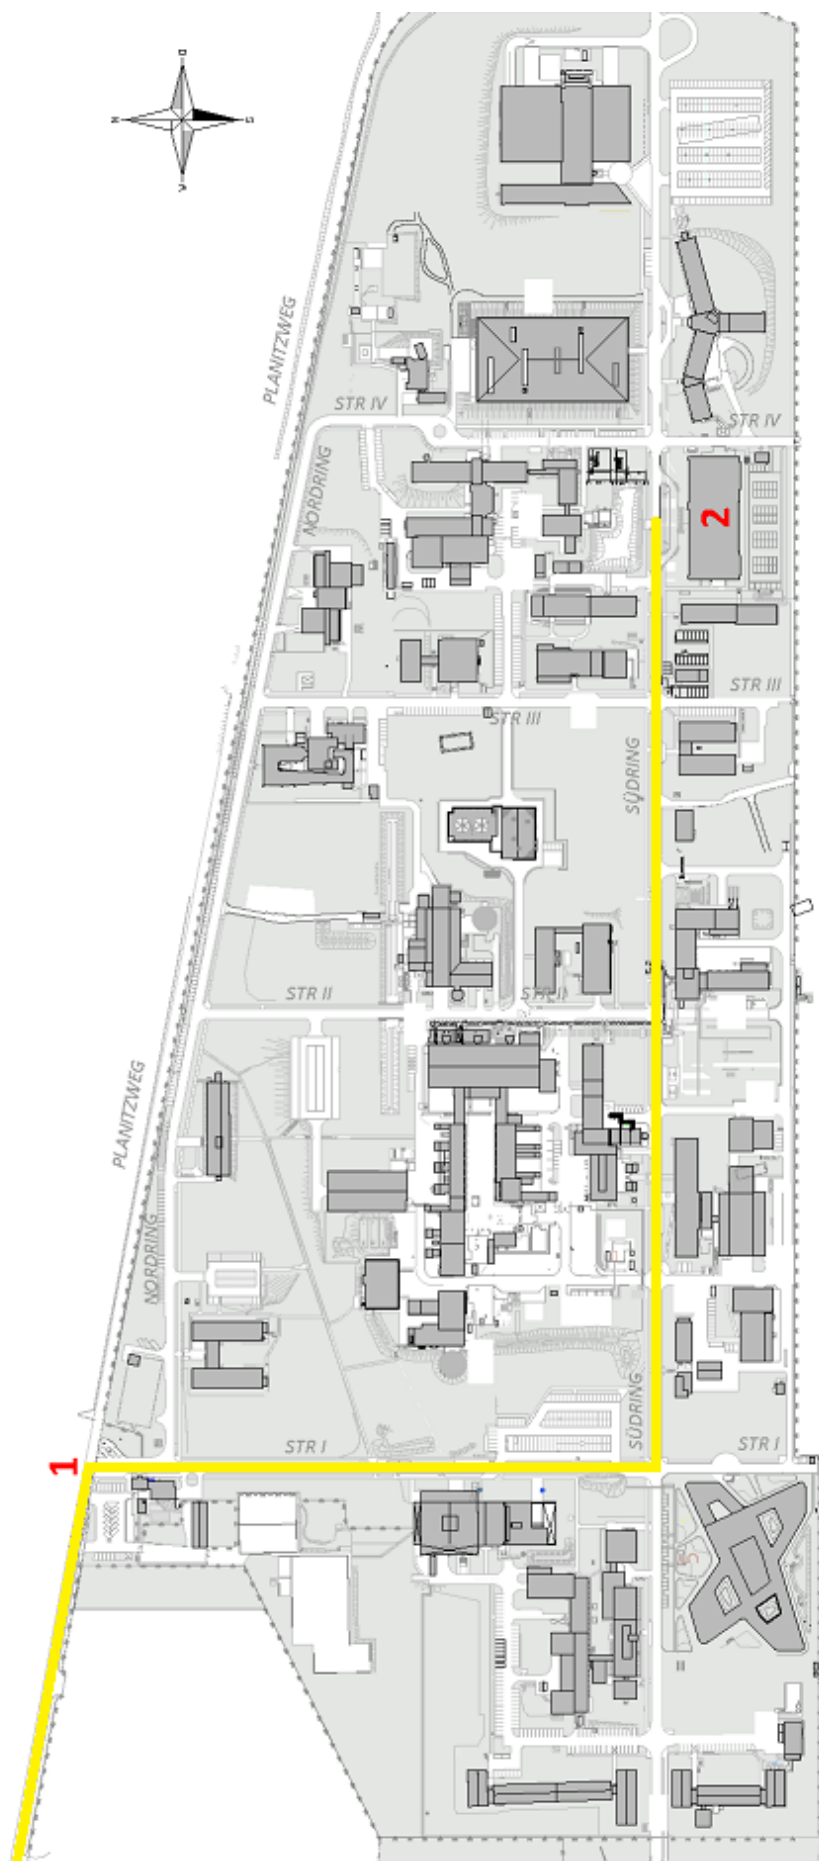 O
N
S
W
PLANITZWEG
STR IV
STR IV
NORDRING
2
STR III
STR III
SÜDRING
STR II
STR II
PLANITZWEG
NORDRING
SÜDRING
STR I
STR I
1